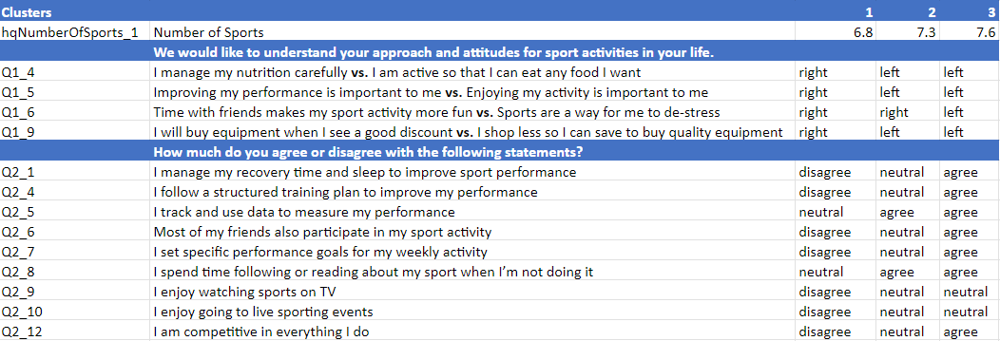 Clusters 1 2 3
hqNumberOfSports_1 Number of Sports 6.8 7.3 7.6
We would like to understand your approach and attitudes for sport activities in your life.
Q1_4 I manage my nutrition carefully vs. I am active so that I can eat any food I want right left left
Q1_5 Improving my performance is important to me vs. Enjoying my activity is important to me right left left
Q1_6 Time with friends makes my sport activity more fun vs. Sports are a way for me to de-stress right right left
Q1_9 I will buy equipment when I see a good discount vs. I shop less so I can save to buy quality equipment right left left
How much do you agree or disagree with the following statements?
Q2_1 I manage my recovery time and sleep to improve sport performance disagree neutral agree
Q2_4 I follow a structured training plan to improve my performance disagree neutral agree
Q2_5 I track and use data to measure my performance neutral agree agree
Q2_6 Most of my friends also participate in my sport activity disagree neutral agree
Q2_7 I set specific performance goals for my weekly activity disagree neutral agree
Q2_8 I spend time following or reading about my sport when I'm not doing it neutral agree agree
Q2_9 I enjoy watching sports on TV disagree neutral neutral
Q2_10 I enjoy going to live sporting events disagree neutral neutral
Q2_12 I am competitive in everything I do disagree neutral agree